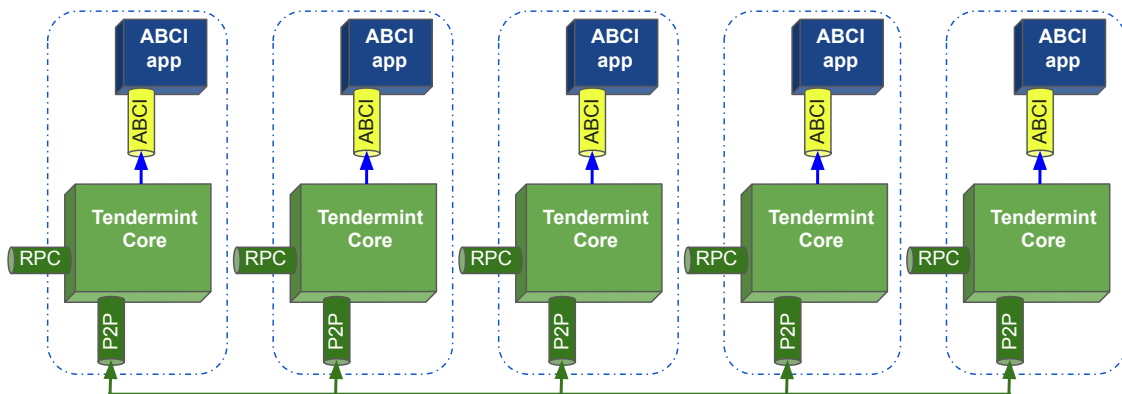 ABCI
app
ABCI
app
ABCI
app
ABCI
app
ABCI
app
ABCI
ABCI
ABCI
ABCI
ABCI
Tendermint
Core
Tendermint
Core
Tendermint
Core
Tendermint
Core
Tendermint
Core
RPC
RPC
RPC
RPC
RPC
P2P
P2P
P2P
P2P
P2P